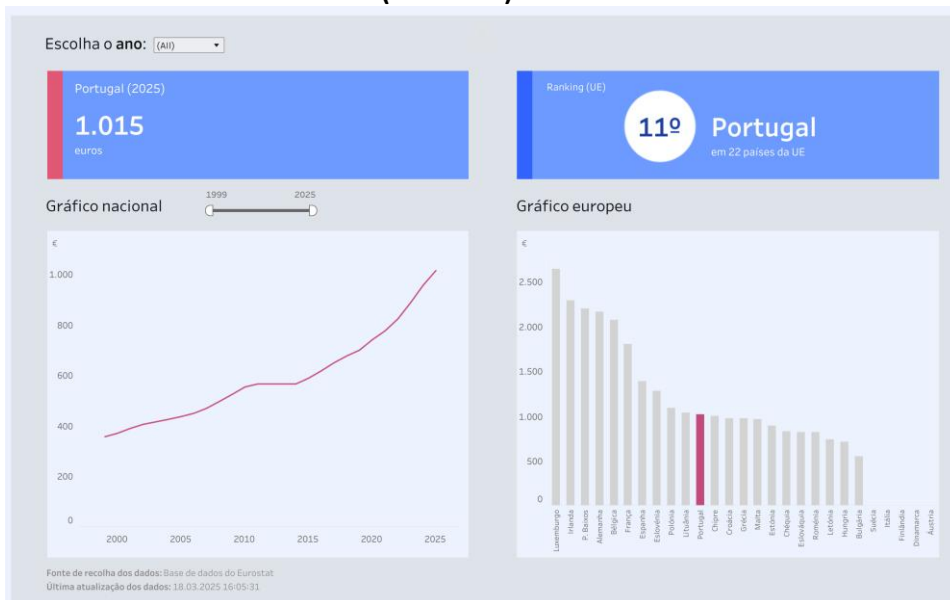 Escolha o ano: (All)
Portugal (2025)
1.015
euros
Ranking (UE)
11º
Portugal
em 22 países da UE
Gráfico nacional
1999
2025
Gráfico europeu
€
1.000
800
600
400
200
0
2000
2005
2010
2015
2020
2025
€
2.500
2.000
1.500
1.000
500
0
Luxemburgo
Irlanda
P. Baixos
Alemanha
Bélgica
França
Espanha
Eslovénia
Polónia
Lituânia
Portugal
Chipre
Croácia
Grécia
Malta
Estónia
Chéquia
Eslováquia
Roménia
Letónia
Hungria
Bulgária
Suécia
Itália
Finlândia
Dinamarca
Áustria
Fonte de recolha dos dados: Base de dados do Eurostat
Última atualização dos dados: 18.03.2025 16:05:31